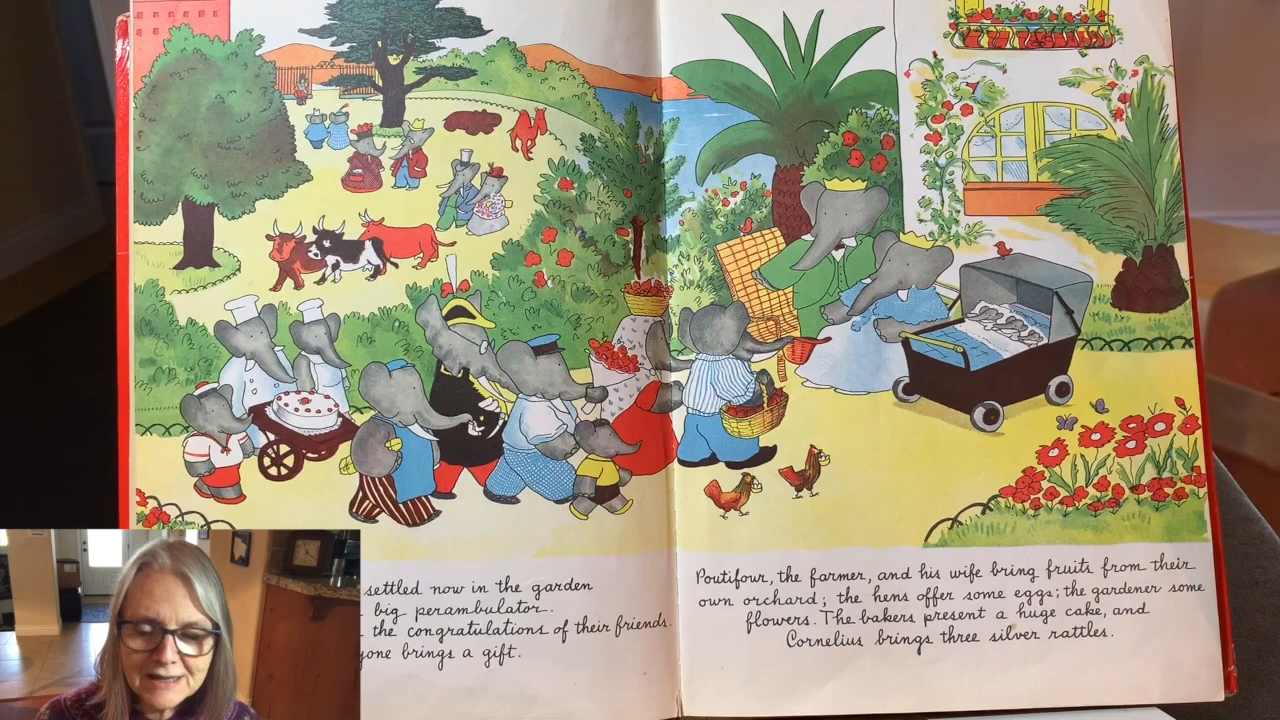 settled now in the garden
big perambulator.
the congratulations of their friends.
brings a gift.
Poutifour, the farmer, and his wife bring fruits from their
own orchard; the hens offer some eggs; the gardener some
flowers. The bakers present a huge cake, and
Cornelius brings three silver rattles.